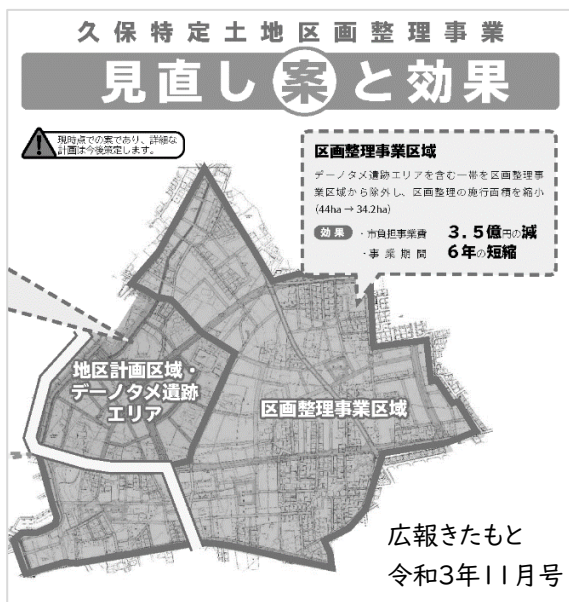 久保特定土地区画整理事業
見直し案と効果
現時点での案であり、詳細な
計画は今後策定します。
区画整理事業区域
デーノタメ遺跡エリアを含む一帯を区画整理事
業区域から除外し、区画整理の施行面積を縮小
(44ha → 34.2ha)
効果 ・市負担事業費 3.5億円の減
・事業期間 6年の短縮
地区計画区域・
デーノタメ遺跡
エリア
区画整理事業区域
広報きたもと
令和3年11月号